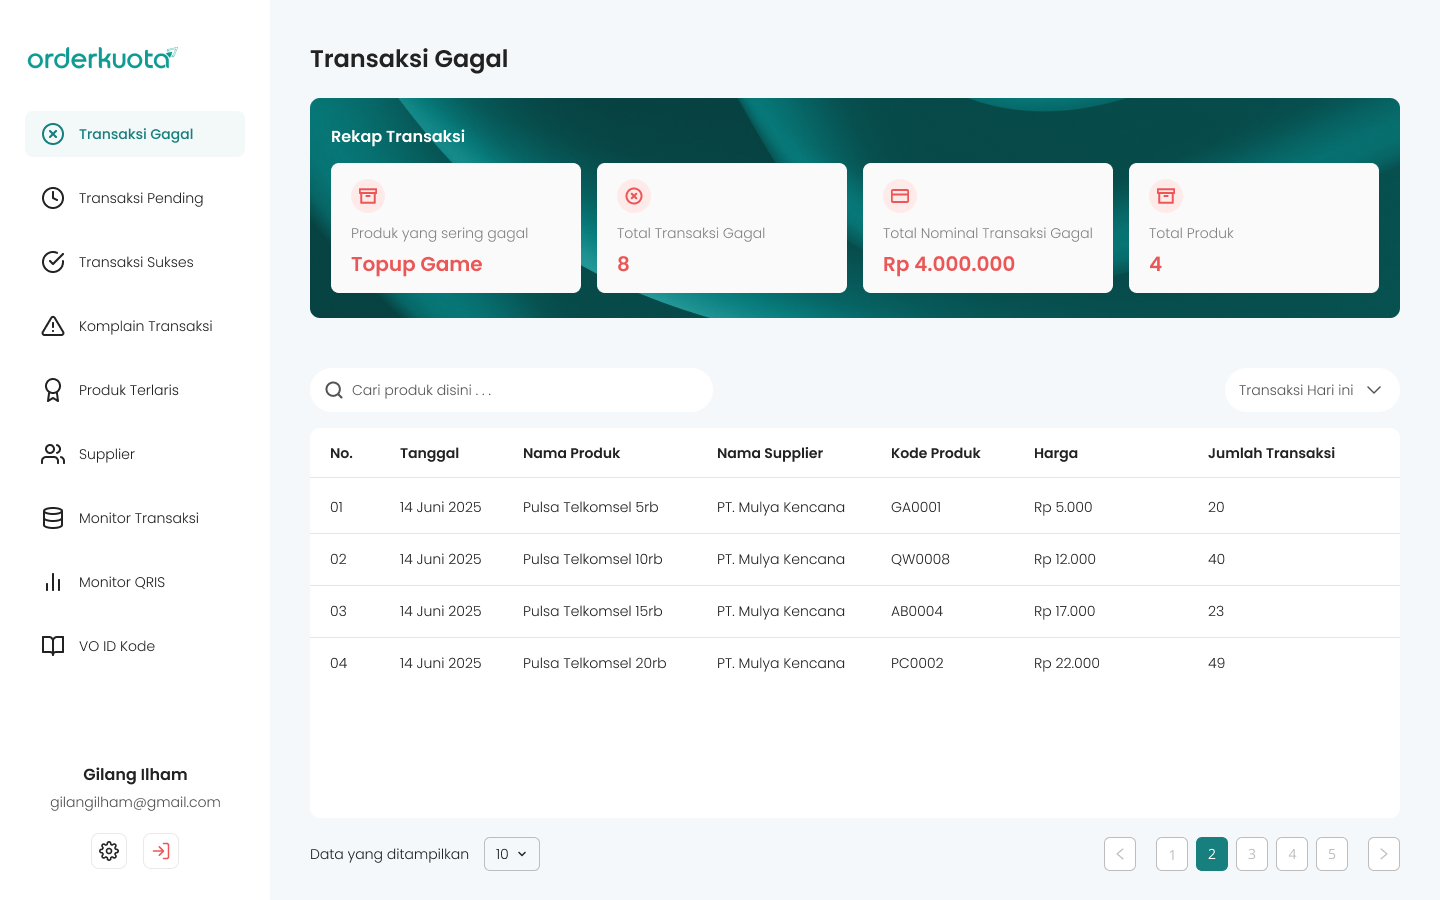 orderkuota
Transaksi Gagal
Transaksi Pending
Transaksi Sukses
Komplain Transaksi
Produk Terlaris
Supplier
Monitor Transaksi
Monitor QRIS
VO ID Kode
Gilang Ilham
gilangilham@gmail.com
Transaksi Gagal
Rekap Transaksi
Produk yang sering gagal
Topup Game
Total Transaksi Gagal
8
Total Nominal Transaksi Gagal
Rp 4.000.000
Total Produk
4
Cari produk disini . . .
Transaksi Hari ini
No. Tanggal Nama Produk Nama Supplier Kode Produk Harga Jumlah Transaksi
01 14 Juni 2025 Pulsa Telkomsel 5rb PT. Mulya Kencana GA0001 Rp 5.000 20
02 14 Juni 2025 Pulsa Telkomsel 10rb PT. Mulya Kencana QW0008 Rp 12.000 40
03 14 Juni 2025 Pulsa Telkomsel 15rb PT. Mulya Kencana AB0004 Rp 17.000 23
04 14 Juni 2025 Pulsa Telkomsel 20rb PT. Mulya Kencana PC0002 Rp 22.000 49
Data yang ditampilkan 10 1 2 3 4 5